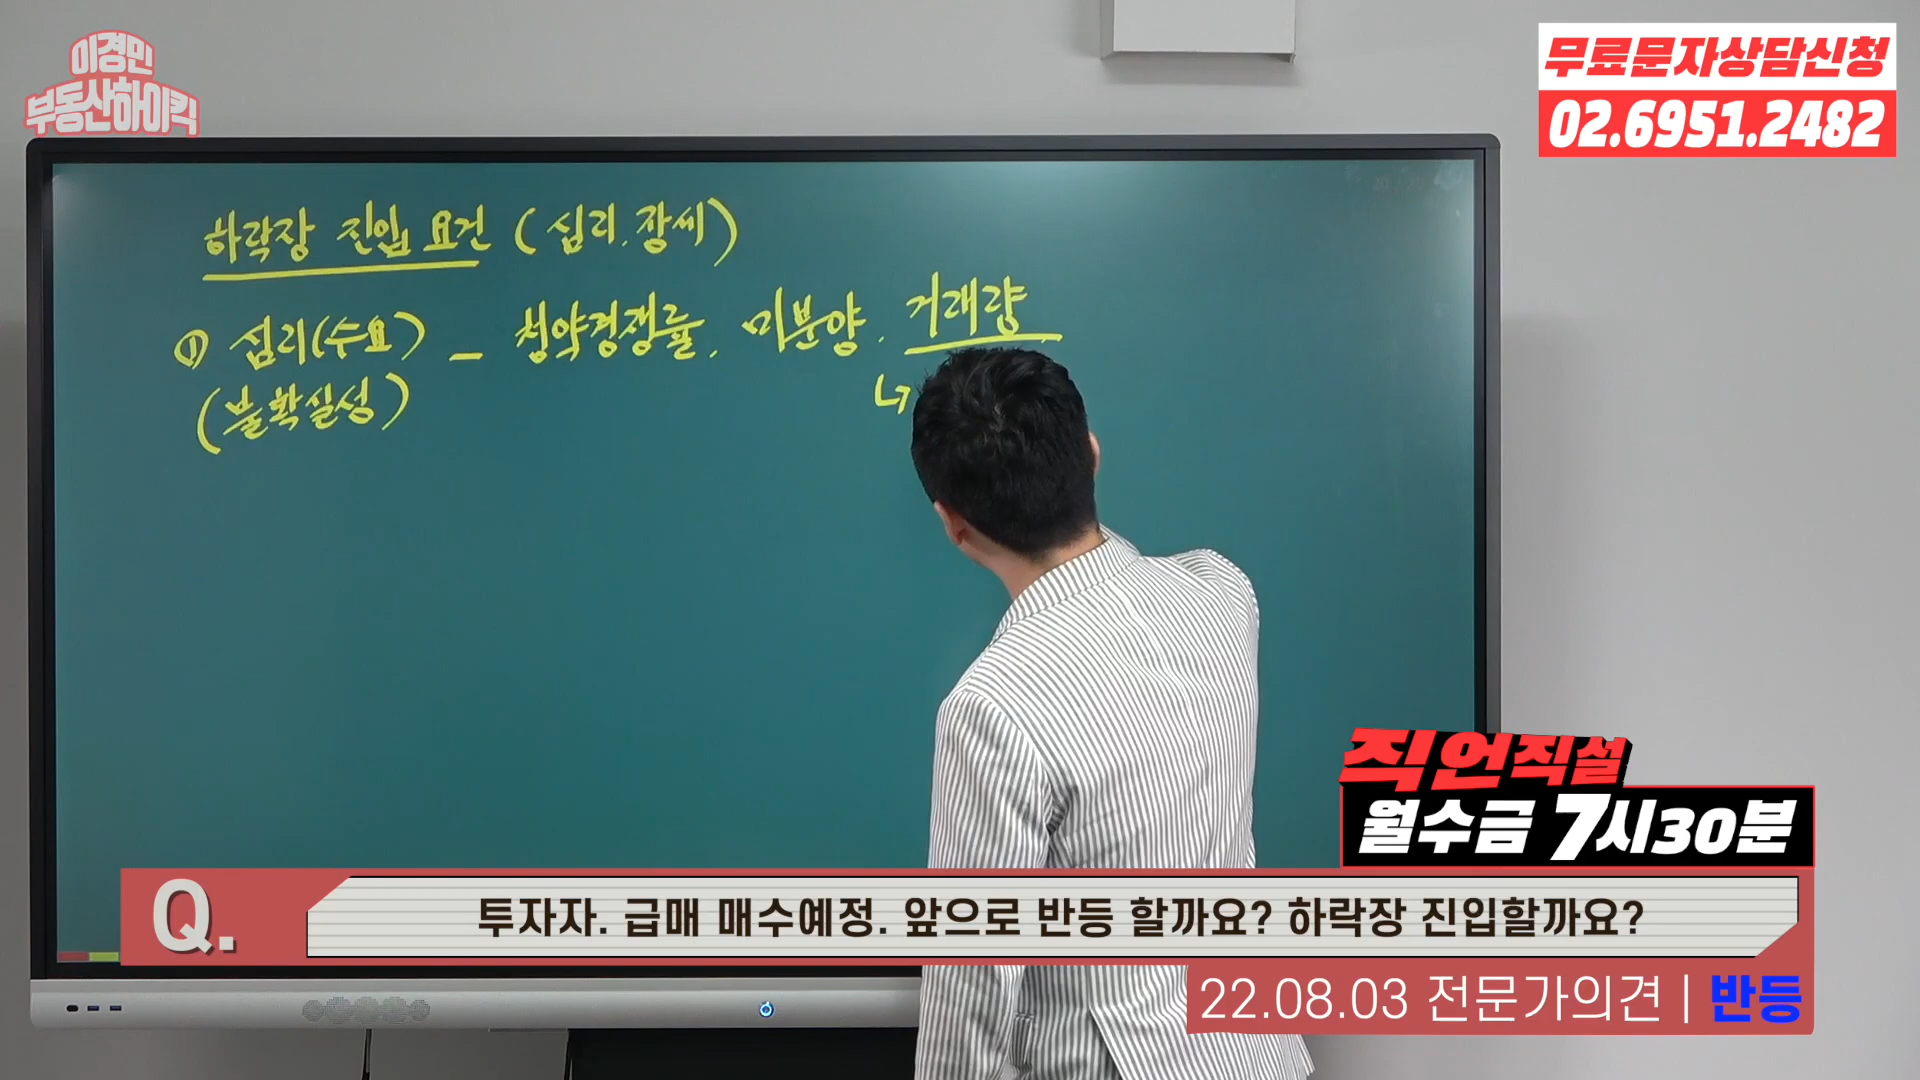 이경민
부동산하이킥
무료문자상담신청
02.6951.2482
하락장 진입 요건 (심리.장세)
① 심리(수요) - 청약경쟁률. 미분양. 거래량
(불확실성)
직언직설
월수금 7시30분
Q.
투자자. 급매 매수예정. 앞으로 반등 할까요? 하락장 진입할까요?
22.08.03 전문가의견 | 반등